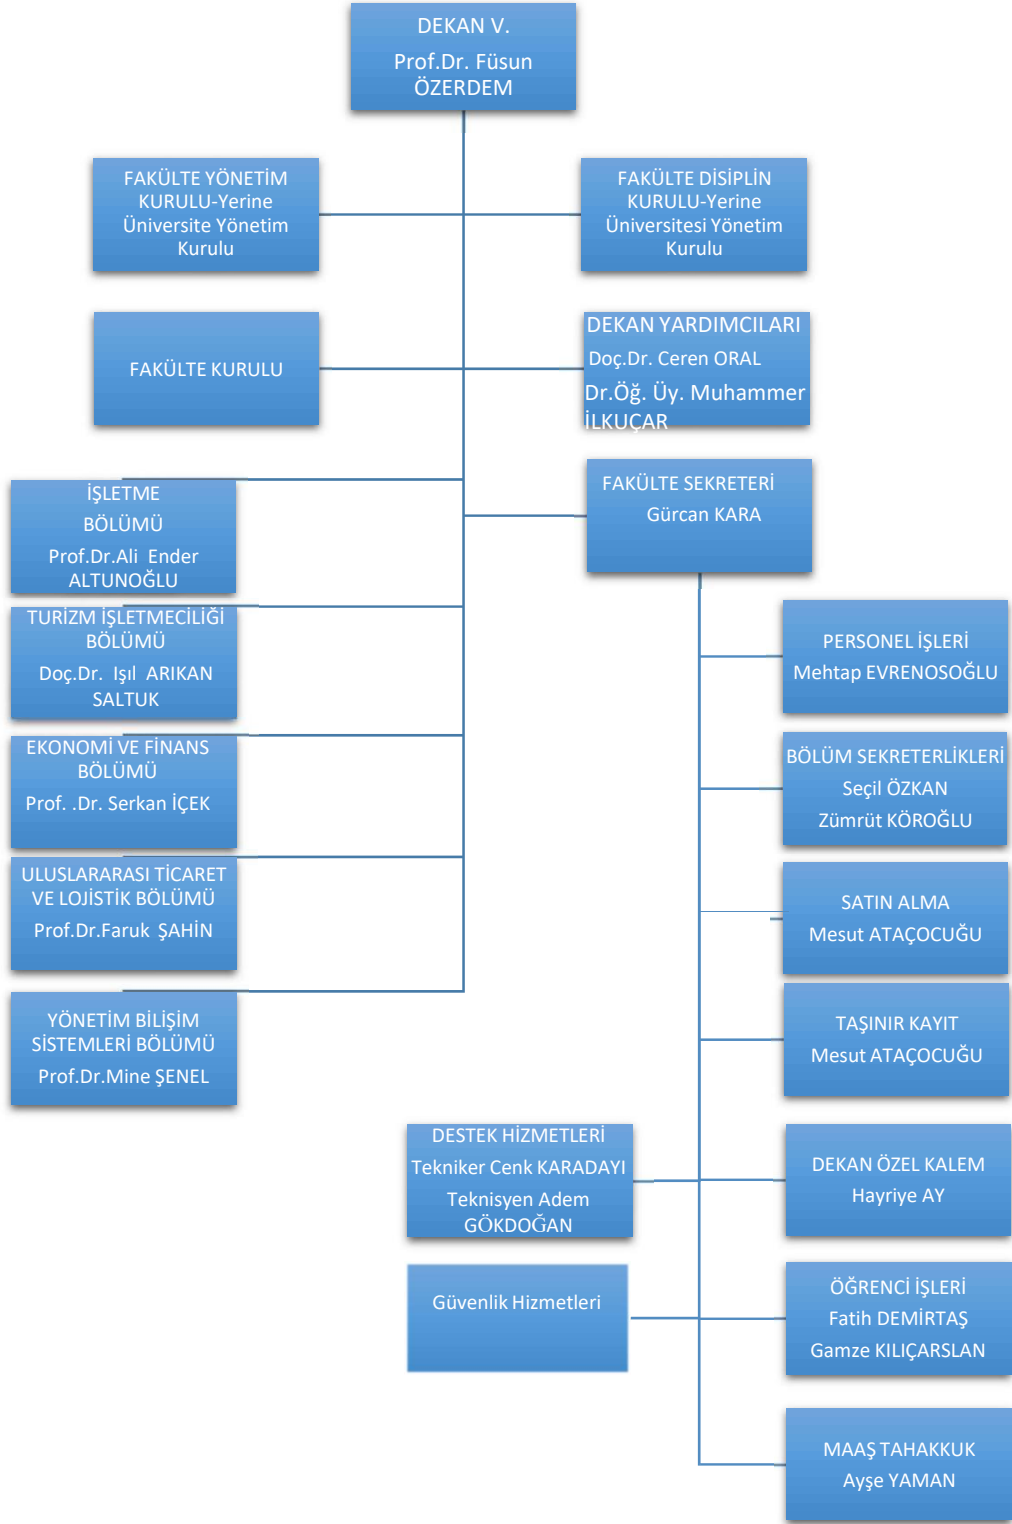 DEKAN V.
Prof.Dr. Füsun
ÖZERDEM
FAKÜLTE YÖNETİM
KURULU-Yerine
Üniversite Yönetim
Kurulu
FAKÜLTE DİSİPLİN
KURULU-Yerine
Üniversitesi Yönetim
Kurulu
FAKÜLTE KURULU
DEKAN YARDIMCILARI
Doç.Dr. Ceren ORAL
Dr.Öğ. Üy. Muhammer
İLKUÇAR
İŞLETME
BÖLÜMÜ
Prof.Dr.Ali Ender
ALTUNOĞLU
FAKÜLTE SEKRETERİ
Gürcan KARA
TURİZM İŞLETMECİLİĞİ
BÖLÜMÜ
Doç.Dr. Işıl ARIKAN
SALTUK
EKONOMİ VE FİNANS
BÖLÜMÜ
Prof. .Dr. Serkan İÇEK
ULUSLARARASI TİCARET
VE LOJİSTİK BÖLÜMÜ
Prof.Dr.Faruk ŞAHİN
YÖNETİM BİLİŞİM
SİSTEMLERİ BÖLÜMÜ
Prof.Dr.Mine ŞENEL
PERSONEL İŞLERİ
Mehtap EVRENOSOĞLU
BÖLÜM SEKRETERLİKLERİ
Seçil ÖZKAN
Zümrüt KÖROĞLU
SATIN ALMA
Mesut ATAÇOCUĞU
TAŞINIR KAYIT
Mesut ATAÇOCUĞU
DESTEK HİZMETLERİ
Tekniker Cenk KARADAYI
Teknisyen Adem
GÖKDOĞAN
DEKAN ÖZEL KALEM
Hayriye AY
Güvenlik Hizmetleri
ÖĞRENCİ İŞLERİ
Fatih DEMİRTAŞ
Gamze KILIÇARSLAN
MAAŞ TAHAKKUK
Ayşe YAMAN